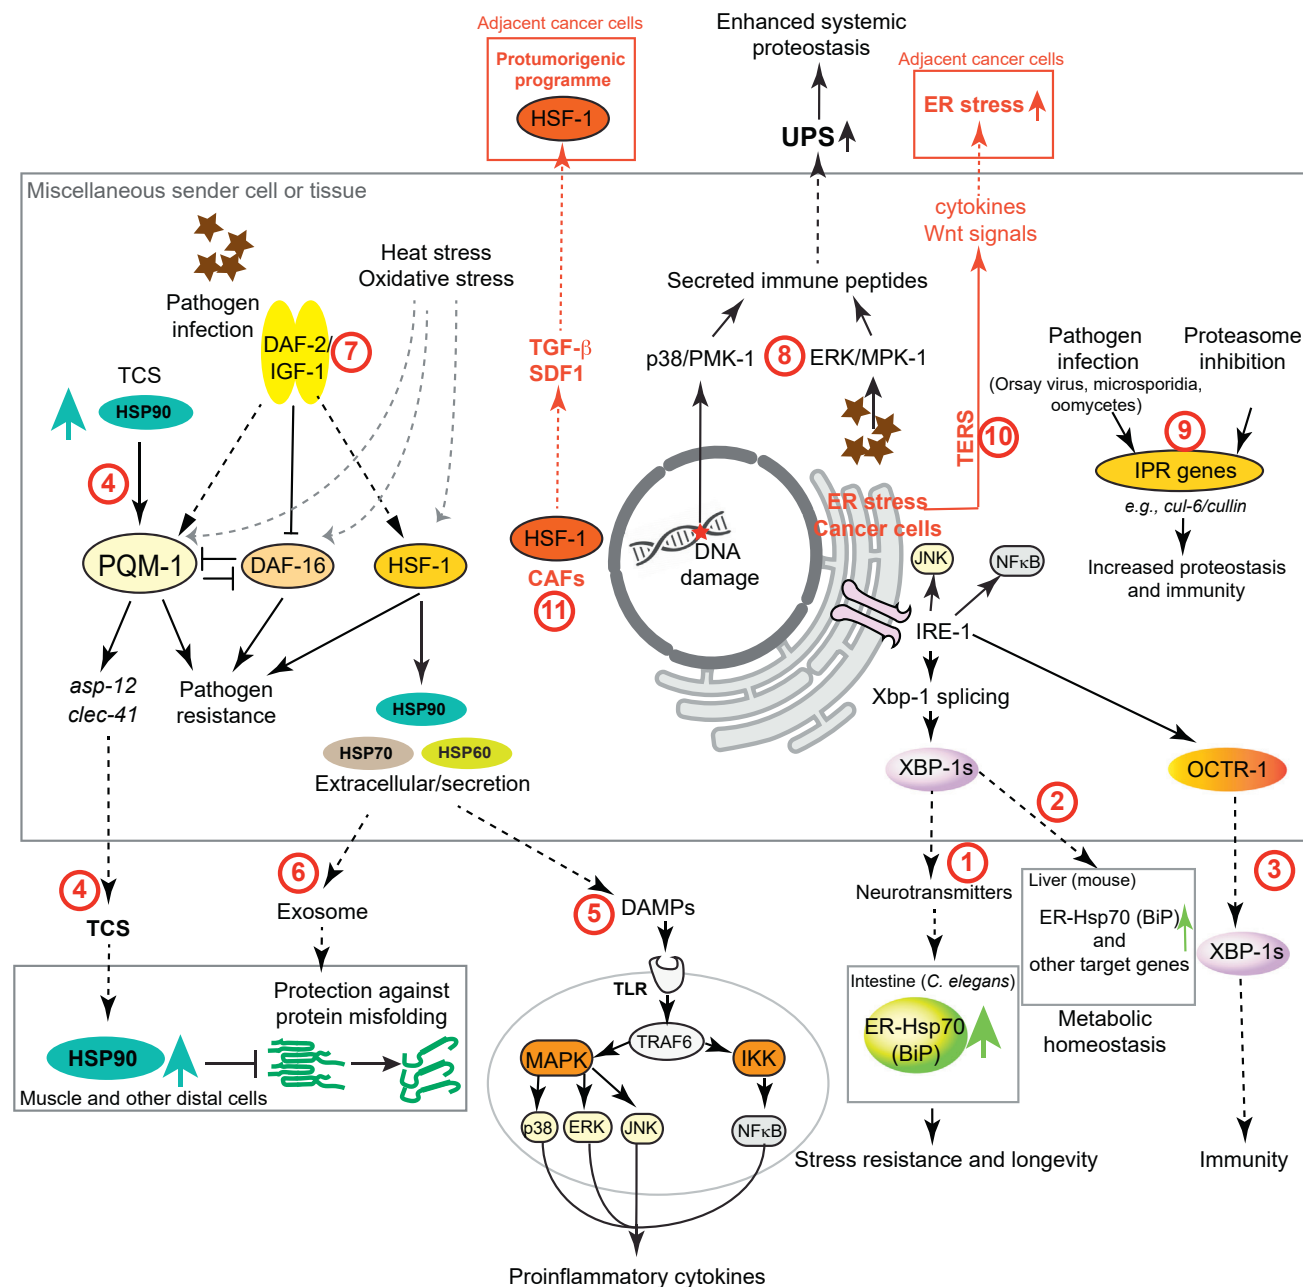 Enhanced systemic
proteostasis
Adjacent cancer cells
Protumorigenic
programme
HSF-1
Adjacent cancer cells
ER stress
UPS
Miscellaneous sender cell or tissue
cytokines
Wnt signals
Heat stress
Oxidative stress
Secreted immune peptides
Pathogen
infection
DAF-2/
IGF-1
7
TCS
HSP90
4
TGF-β
SDF1
p38/PMK-1
8
ERK/MPK-1
TERS
10
Pathogen
infection
(Orsay virus, microsporidia,
oomycetes)
Proteasome
inhibition
9
IPR genes
e.g., cul-6/cullin
Increased proteostasis
and immunity
PQM-1
DAF-16
HSF-1
HSF-1
CAFs
11
DNA
damage
ER stress
Cancer cells
JNK
NFκB
IRE-1
Xbp-1 splicing
XBP-1s
OCTR-1
asp-12
clec-41
Pathogen
resistance
HSP90
HSP70
HSP60
Extracellular/secretion
2
1
3
4
TCS
6
Exosome
5
DAMPs
Neurotransmitters
Liver (mouse)
ER-Hsp70 (BiP)
and
other target genes
XBP-1s
Metabolic
homeostasis
Intestine (C. elegans)
ER-Hsp70
(BiP)
Stress resistance and longevity
Immunity
Protection against
protein misfolding
HSP90
Muscle and other distal cells
TLR
TRAF6
MAPK
IKK
p38
ERK
JNK
NFκB
Proinflammatory cytokines